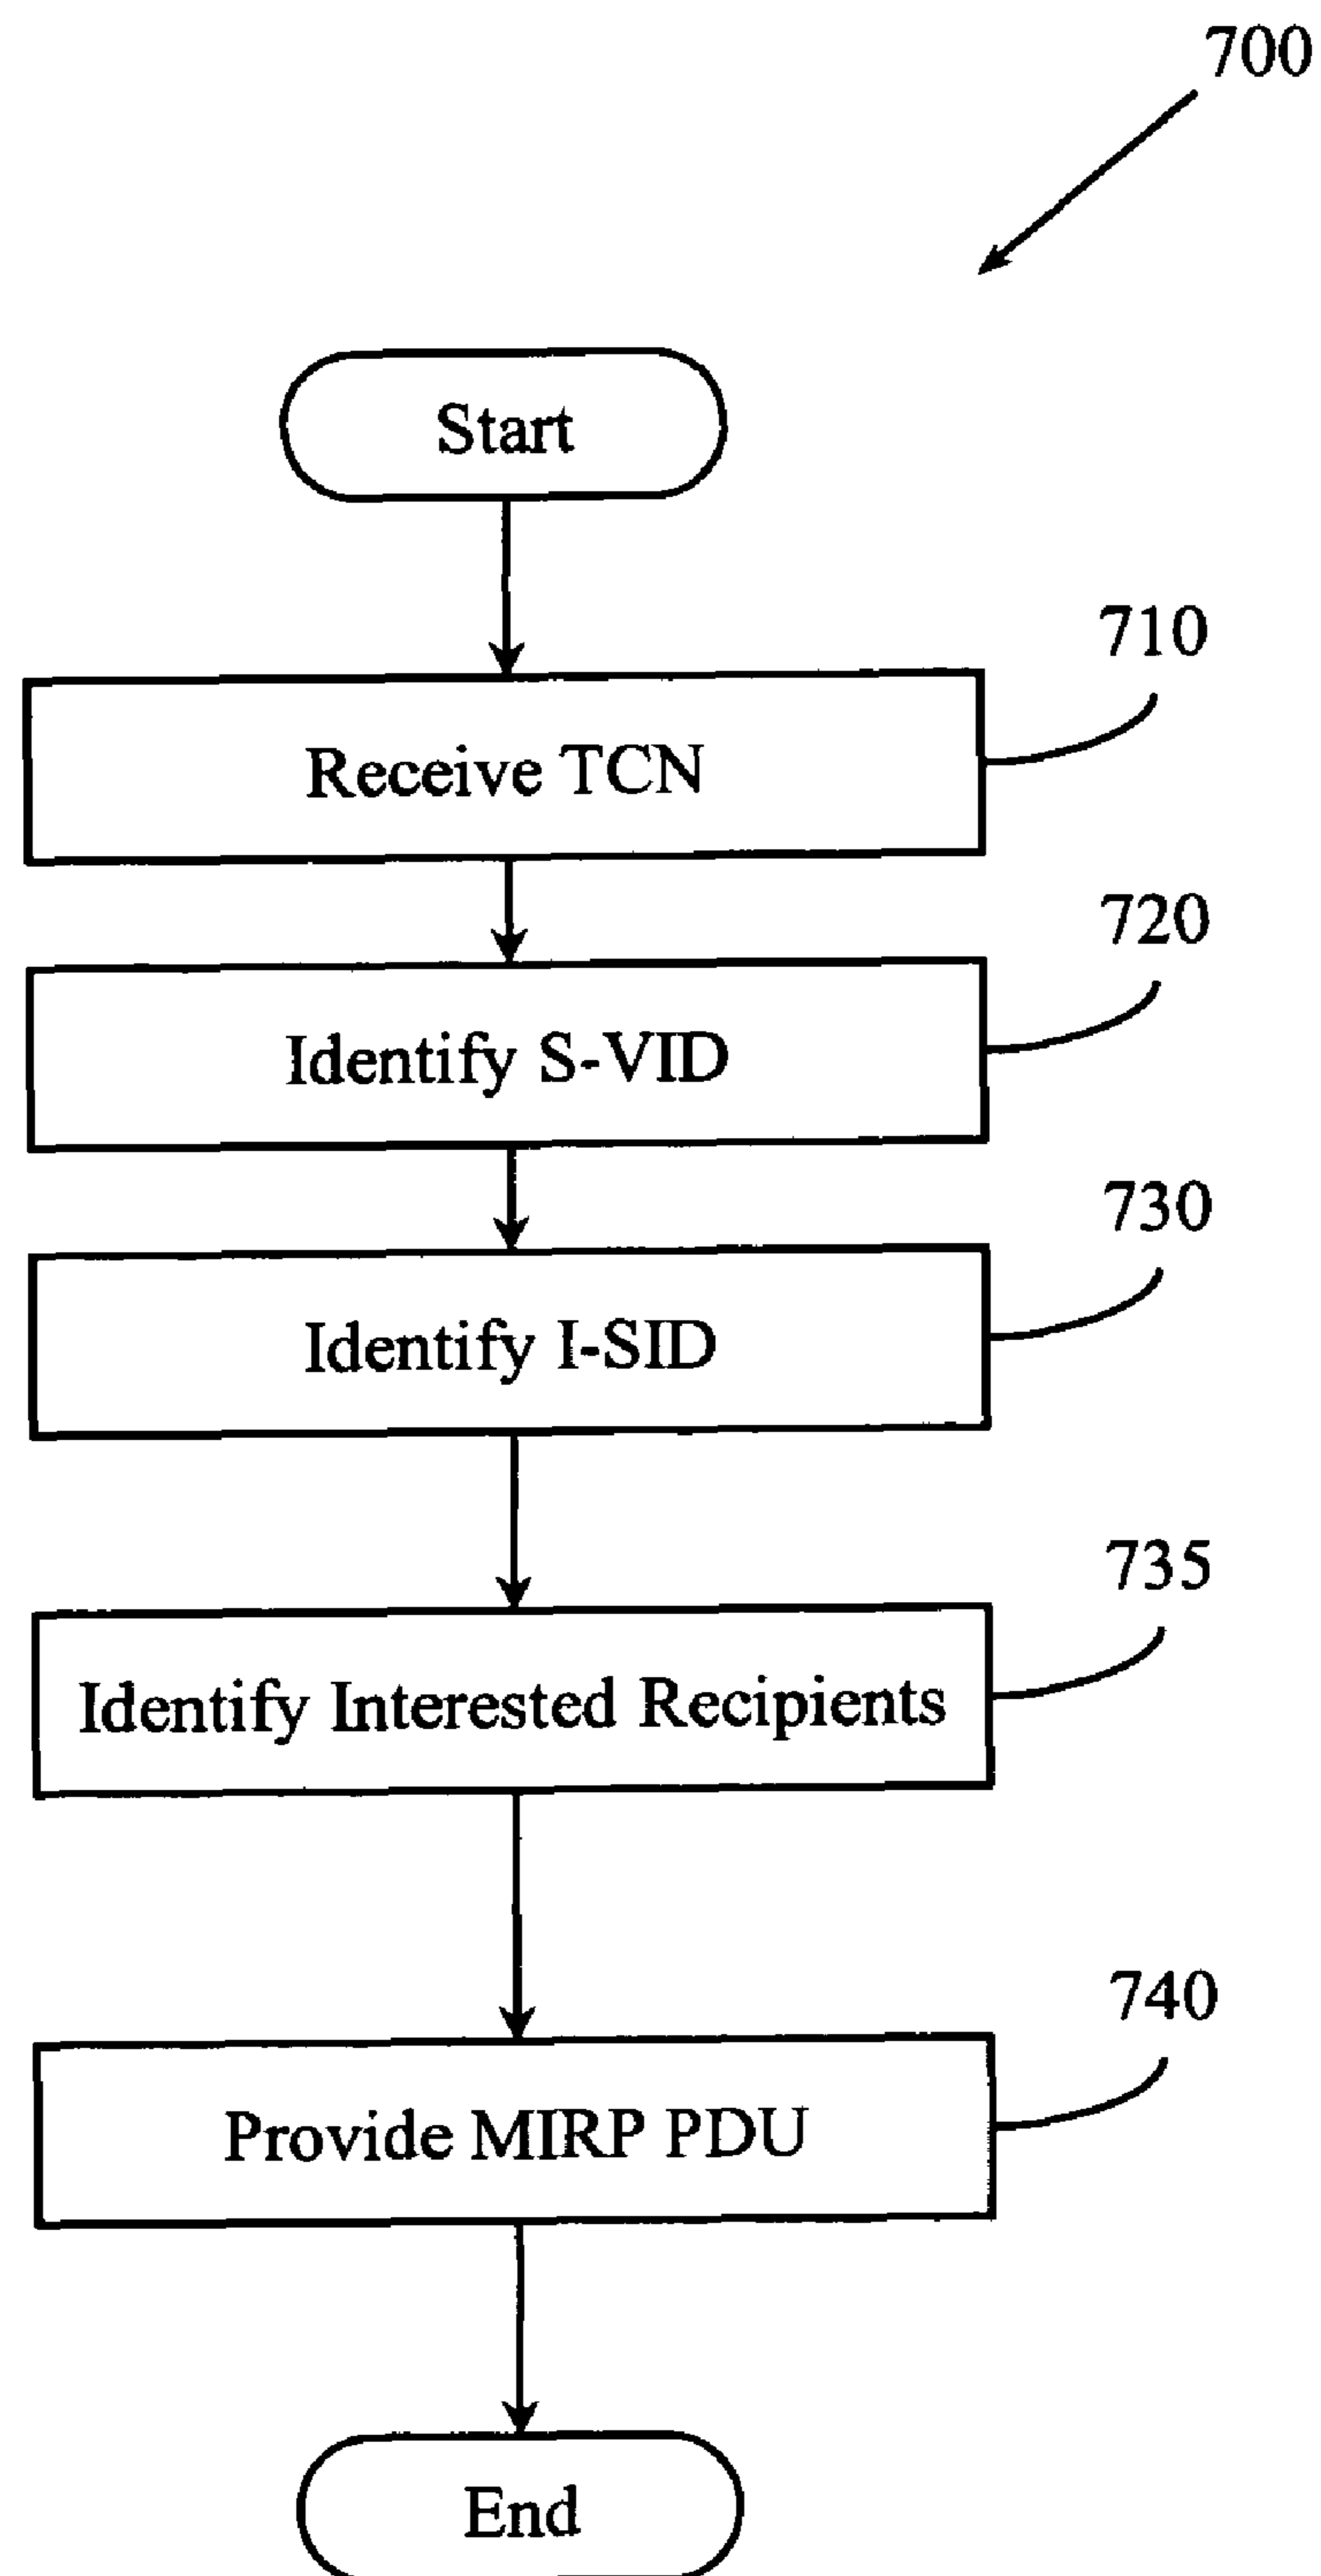 700
Start
710
Receive TCN
720
Identify S-VID
730
Identify I-SID
735
Identify Interested Recipients
740
Provide MIRP PDU
End